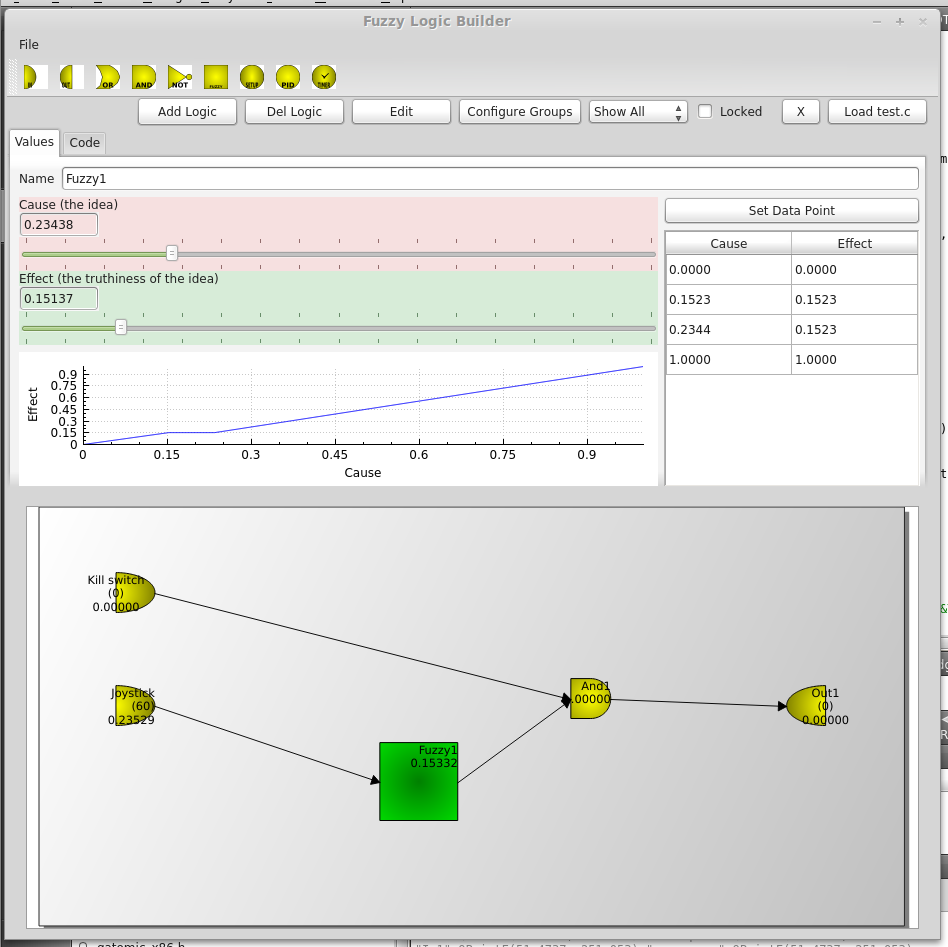 Fuzzy Logic Builder
File
IN OUT OR AND NOT FUZZY SETUP PID TIMER
Add Logic Del Logic Edit Configure Groups Show All Locked X Load test.c
Values Code
Name Fuzzy1
Cause (the idea)
0.23438
Effect (the truthiness of the idea)
0.15137
Set Data Point
Cause Effect
0.0000 0.0000
0.1523 0.1523
0.2344 0.1523
1.0000 1.0000
Effect
0.9
0.75
0.6
0.45
0.3
0.15
0
0 0.15 0.3 0.45 0.6 0.75 0.9
Cause
Kill switch
(0)
0.00000
Joystick
(60)
0.23529
Fuzzy1
0.15332
And1
.00000
Out1
(0)
0.00000